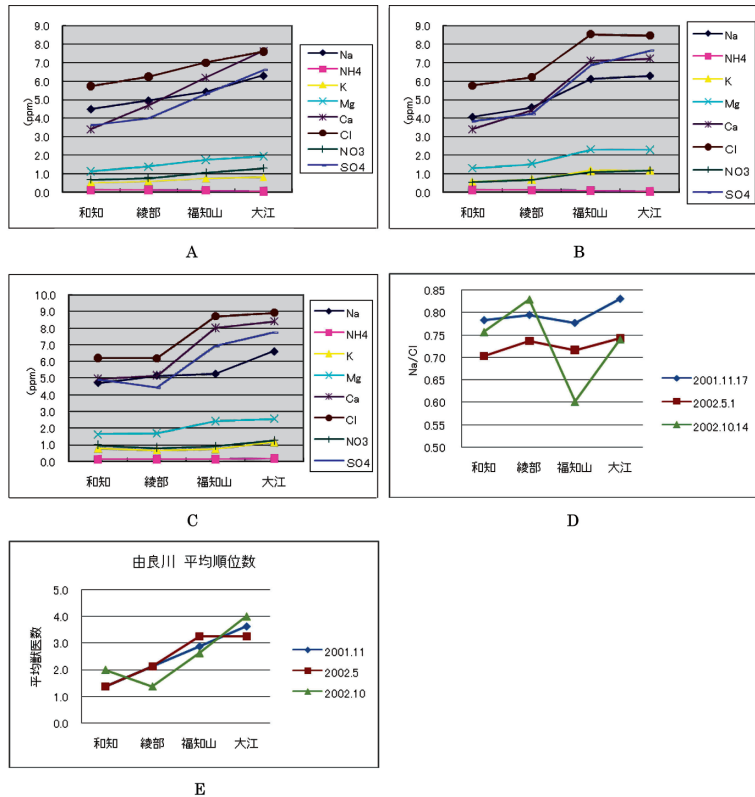 9.0
8.0
7.0
6.0
5.0
4.0
3.0
2.0
1.0
0.0
(ppm)
和知 綾部 福知山 大江
Na
NH4
K
Mg
Ca
Cl
NO3
SO4
A
9.0
8.0
7.0
6.0
5.0
4.0
3.0
2.0
1.0
0.0
(ppm)
和知 綾部 福知山 大江
Na
NH4
K
Mg
Ca
Cl
NO3
SO4
B
10.0
9.0
8.0
7.0
6.0
5.0
4.0
3.0
2.0
1.0
0.0
(ppm)
和知 綾部 福知山 大江
Na
NH4
K
Mg
Ca
Cl
NO3
SO4
C
0.85
0.80
0.75
0.70
0.65
0.60
0.55
0.50
Na/Cl
和知 綾部 福知山 大江
2001.11.17
2002.5.1
2002.10.14
D
由良川 平均順位数
5.0
4.0
3.0
2.0
1.0
0.0
平均獣医数
和知 綾部 福知山 大江
2001.11
2002.5
2002.10
E